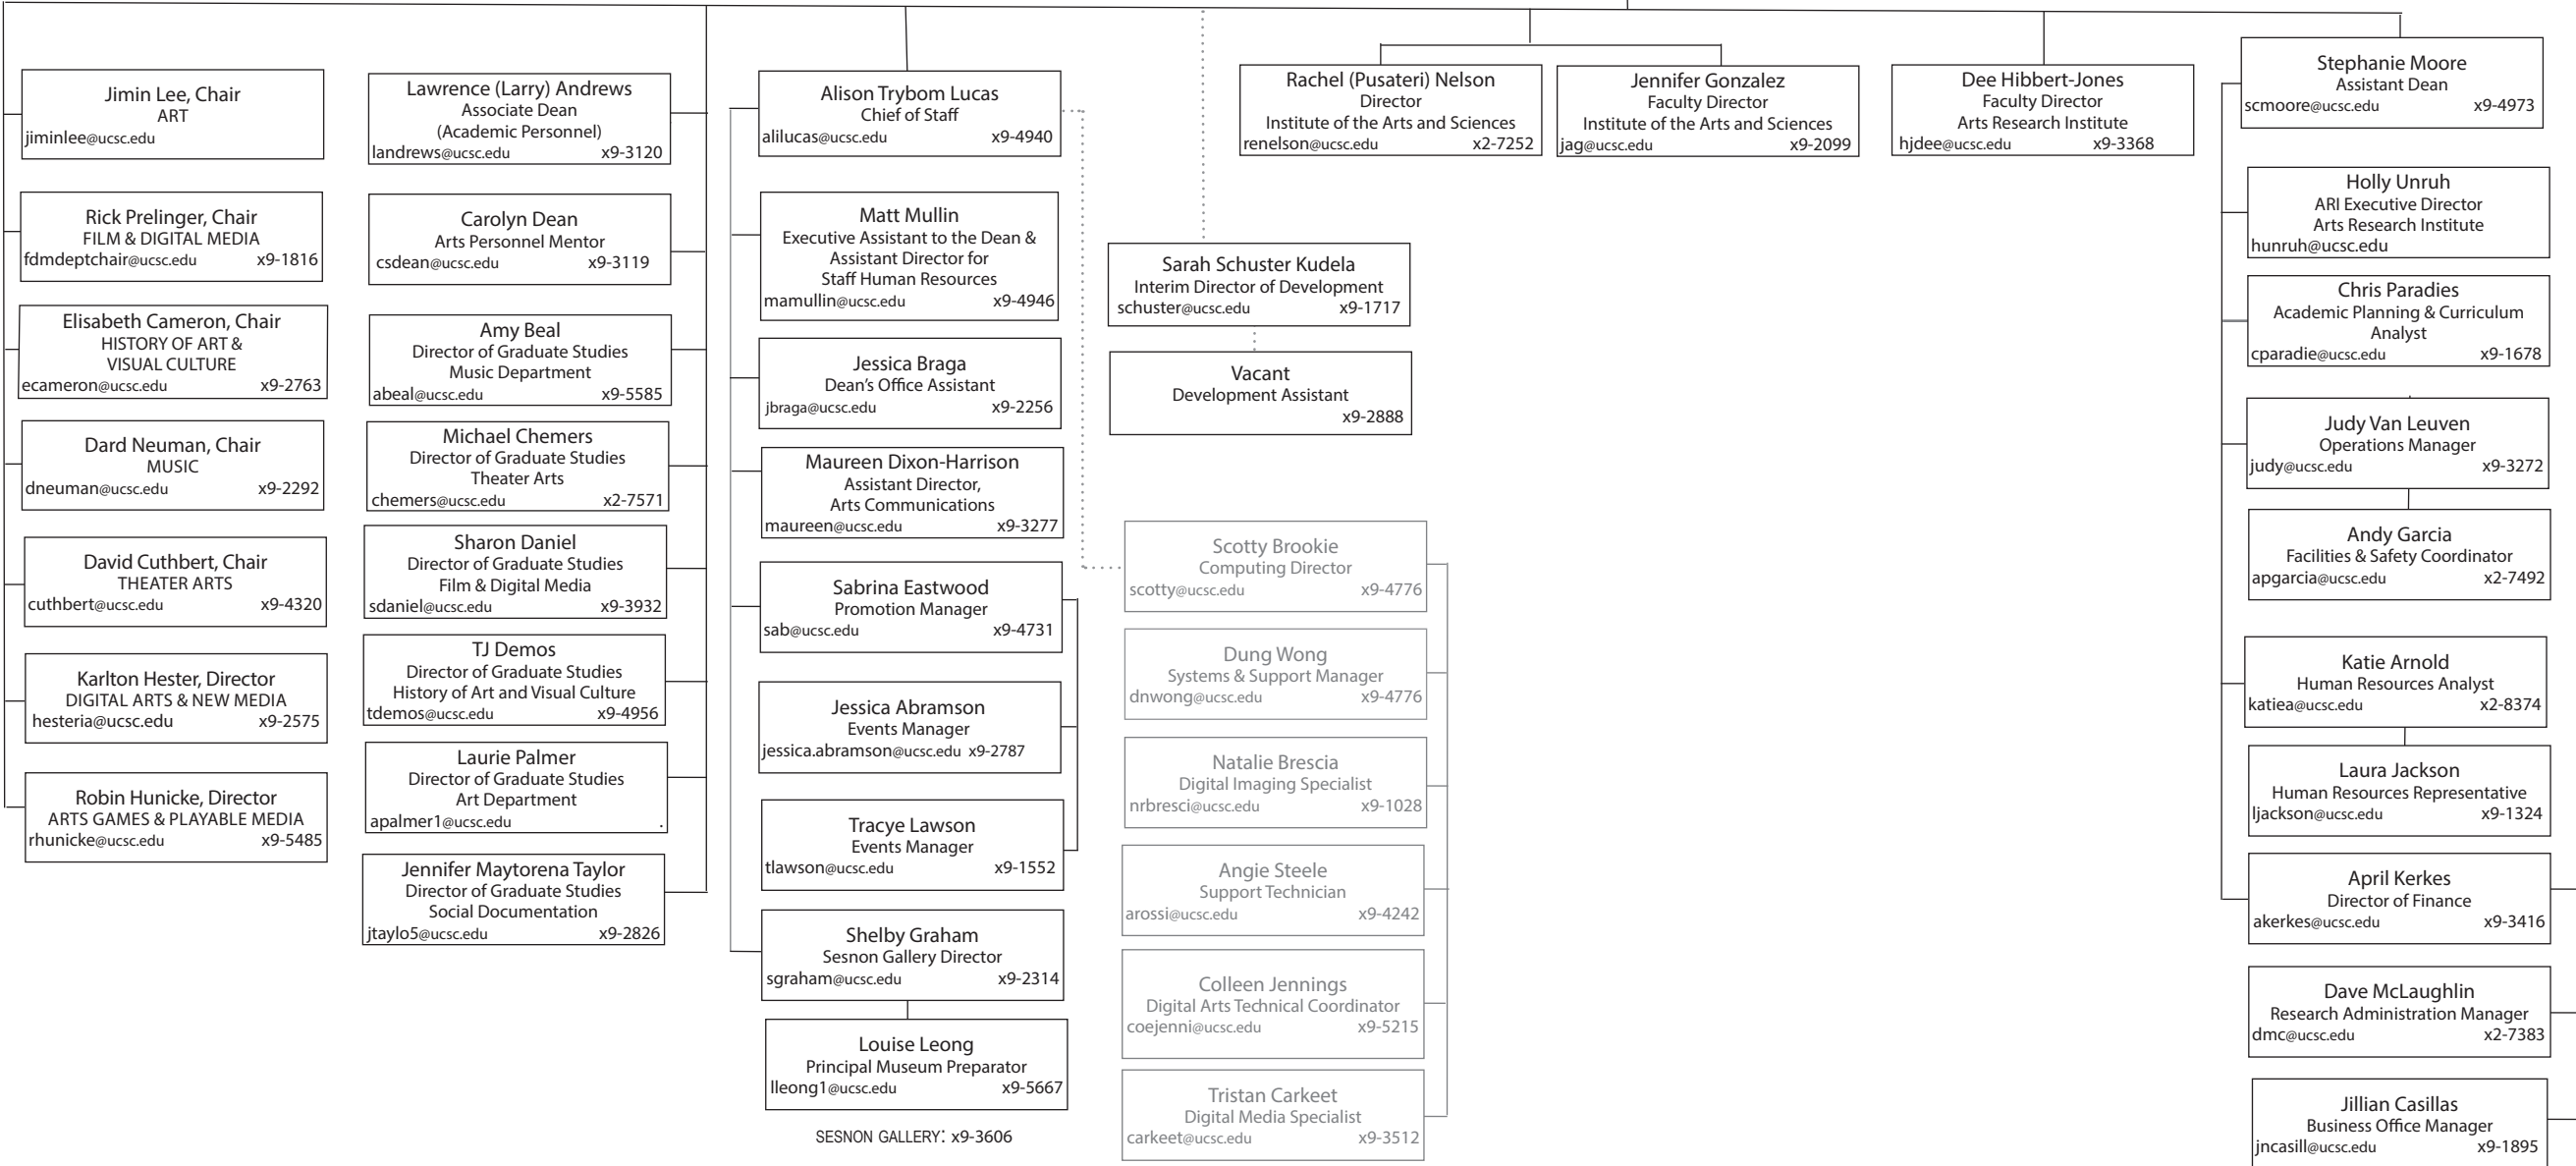 Jimin Lee, Chair
ART
jiminlee@ucsc.edu
Rick Prelinger, Chair
FILM & DIGITAL MEDIA
fdmdeptchair@ucsc.edu x9-1816
Elisabeth Cameron, Chair
HISTORY OF ART &
VISUAL CULTURE
ecameron@ucsc.edu x9-2763
Dard Neuman, Chair
MUSIC
dneuman@ucsc.edu x9-2292
David Cuthbert, Chair
THEATER ARTS
cuthbert@ucsc.edu x9-4320
Karlton Hester, Director
DIGITAL ARTS & NEW MEDIA
hesteria@ucsc.edu x9-2575
Robin Hunicke, Director
ARTS GAMES & PLAYABLE MEDIA
rhunicke@ucsc.edu x9-5485
Lawrence (Larry) Andrews
Associate Dean
(Academic Personnel)
landrews@ucsc.edu x9-3120
Carolyn Dean
Arts Personnel Mentor
csdean@ucsc.edu x9-3119
Amy Beal
Director of Graduate Studies
Music Department
abeal@ucsc.edu x9-5585
Michael Chemers
Director of Graduate Studies
Theater Arts
chemers@ucsc.edu x2-7571
Sharon Daniel
Director of Graduate Studies
Film & Digital Media
sdaniel@ucsc.edu x9-3932
TJ Demos
Director of Graduate Studies
History of Art and Visual Culture
tdemos@ucsc.edu x9-4956
Laurie Palmer
Director of Graduate Studies
Art Department
apalmer1@ucsc.edu .
Jennifer Maytorena Taylor
Director of Graduate Studies
Social Documentation
jtaylo5@ucsc.edu x9-2826
Alison Trybom Lucas
Chief of Staff
alilucas@ucsc.edu x9-4940
Matt Mullin
Executive Assistant to the Dean &
Assistant Director for
Staff Human Resources
mamullin@ucsc.edu x9-4946
Jessica Braga
Dean's Office Assistant
jbraga@ucsc.edu x9-2256
Maureen Dixon-Harrison
Assistant Director,
Arts Communications
maureen@ucsc.edu x9-3277
Sabrina Eastwood
Promotion Manager
sab@ucsc.edu x9-4731
Jessica Abramson
Events Manager
jessica.abramson@ucsc.edu x9-2787
Tracye Lawson
Events Manager
tlawson@ucsc.edu x9-1552
Shelby Graham
Sesnon Gallery Director
sgraham@ucsc.edu x9-2314
Louise Leong
Principal Museum Preparator
lleong1@ucsc.edu x9-5667
SESNON GALLERY: x9-3606
Sarah Schuster Kudela
Interim Director of Development
schuster@ucsc.edu x9-1717
Vacant
Development Assistant
x9-2888
Scotty Brookie
Computing Director
scotty@ucsc.edu x9-4776
Dung Wong
Systems & Support Manager
dnwong@ucsc.edu x9-4776
Natalie Brescia
Digital Imaging Specialist
nrbresci@ucsc.edu x9-1028
Angie Steele
Support Technician
arossi@ucsc.edu x9-4242
Colleen Jennings
Digital Arts Technical Coordinator
coejenni@ucsc.edu x9-5215
Tristan Carkeet
Digital Media Specialist
carkeet@ucsc.edu x9-3512
Rachel (Pusateri) Nelson
Director
Institute of the Arts and Sciences
renelson@ucsc.edu x2-7252
Jennifer Gonzalez
Faculty Director
Institute of the Arts and Sciences
jag@ucsc.edu x9-2099
Dee Hibbert-Jones
Faculty Director
Arts Research Institute
hjdee@ucsc.edu x9-3368
Stephanie Moore
Assistant Dean
scmoore@ucsc.edu x9-4973
Holly Unruh
ARI Executive Director
Arts Research Institute
hunruh@ucsc.edu
Chris Paradies
Academic Planning & Curriculum
Analyst
cparadie@ucsc.edu x9-1678
Judy Van Leuven
Operations Manager
judy@ucsc.edu x9-3272
Andy Garcia
Facilities & Safety Coordinator
apgarcia@ucsc.edu x2-7492
Katie Arnold
Human Resources Analyst
katiea@ucsc.edu x2-8374
Laura Jackson
Human Resources Representative
ljackson@ucsc.edu x9-1324
April Kerkes
Director of Finance
akerkes@ucsc.edu x9-3416
Dave McLaughlin
Research Administration Manager
dmc@ucsc.edu x2-7383
Jillian Casillas
Business Office Manager
jncasill@ucsc.edu x9-1895